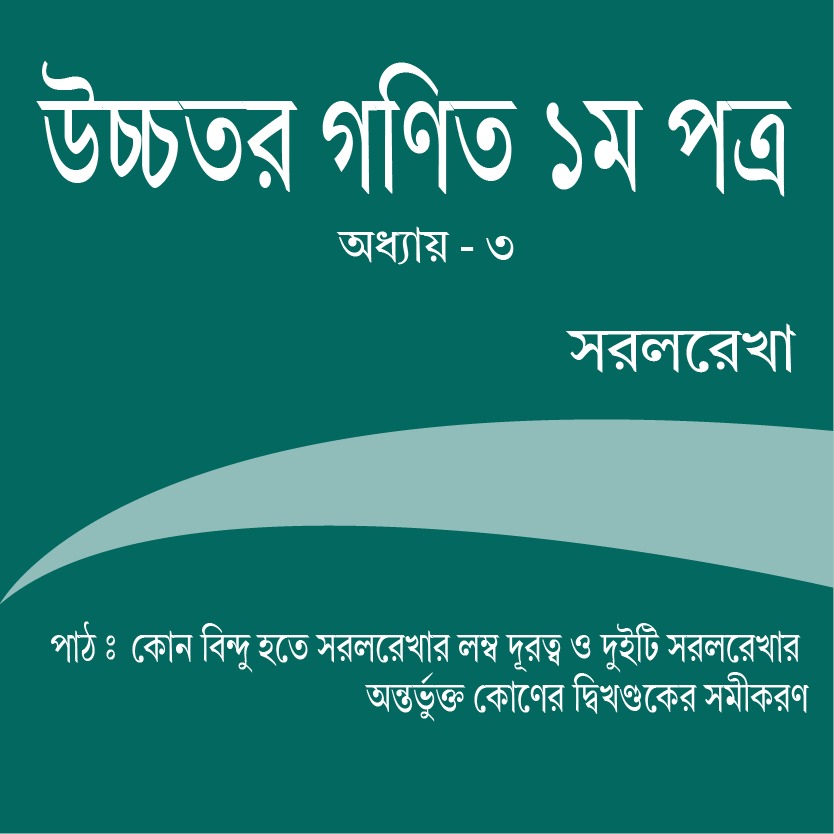 উচ্চতর গণিত ১ম পত্র
অধ্যায় - ৩
সরলরেখা
পাঠ ঃ কোন বিন্দু হতে সরলরেখার লম্ব দূরত্ব ও দুইটি সরলরেখার
অন্তর্ভুক্ত কোণের দ্বিখণ্ডকের সমীকরণ